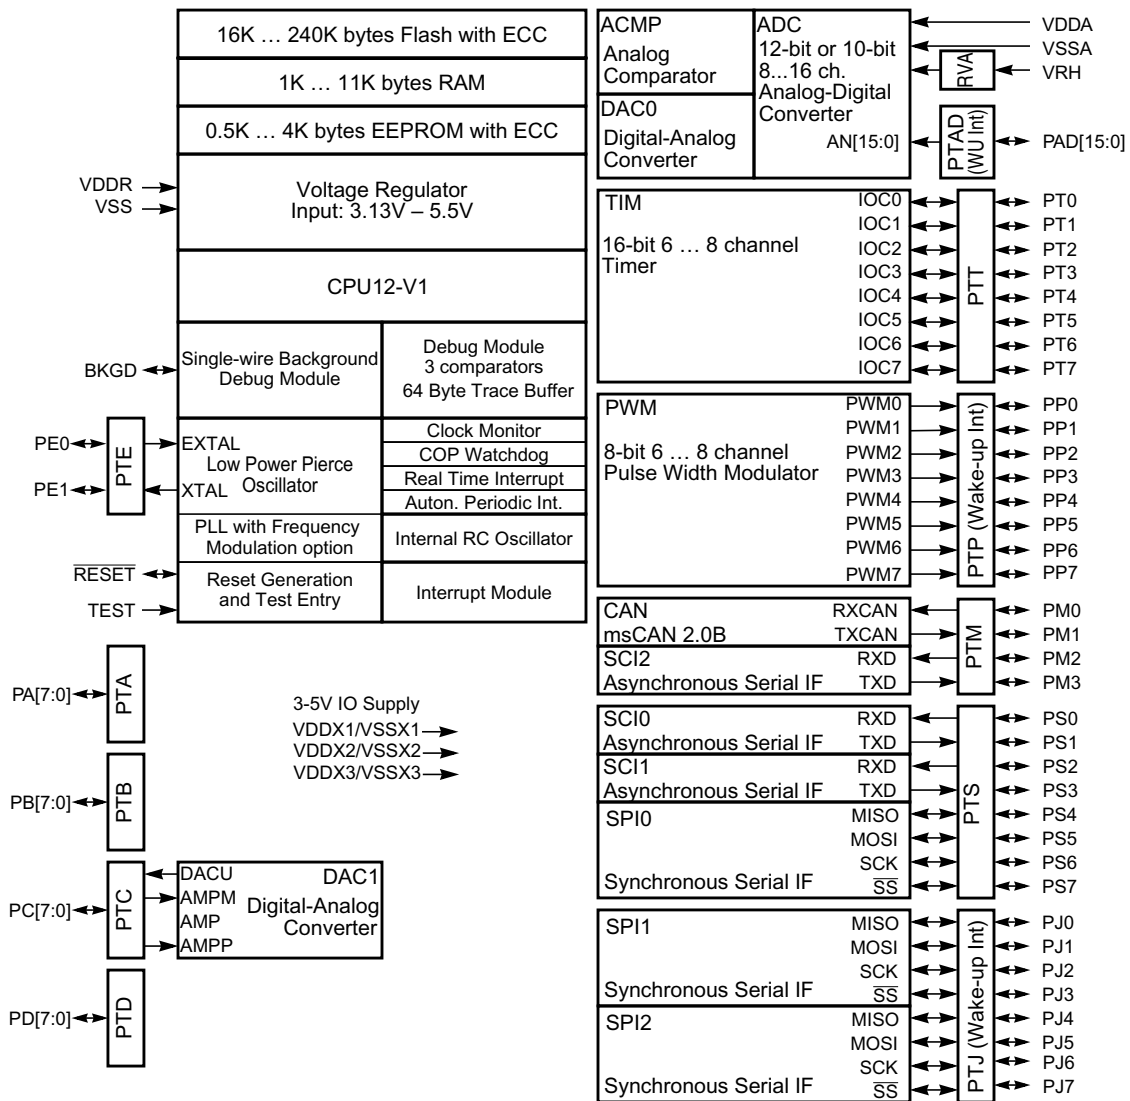 16K … 240K bytes Flash with ECC
1K … 11K bytes RAM
0.5K … 4K bytes EEPROM with ECC
VDDR
VSS
Voltage Regulator
Input: 3.13V – 5.5V
CPU12-V1
BKGD
Single-wire Background
Debug Module
Debug Module
3 comparators
64 Byte Trace Buffer
PE0
PE1
PTE
EXTAL
Low Power Pierce
Oscillator
XTAL
Clock Monitor
COP Watchdog
Real Time Interrupt
Auton. Periodic Int.
PLL with Frequency
Modulation option
Internal RC Oscillator
RESET
TEST
Reset Generation
and Test Entry
Interrupt Module
PA[7:0]
PTA
PB[7:0]
PTB
PC[7:0]
PTC
DACU
AMPM
AMP
AMPP
DAC1
Digital-Analog
Converter
PD[7:0]
PTD
3-5V IO Supply
VDDX1/VSSX1
VDDX2/VSSX2
VDDX3/VSSX3
ACMP
Analog
Comparator
DAC0
Digital-Analog
Converter
ADC
12-bit or 10-bit
8...16 ch.
Analog-Digital
Converter
AN[15:0]
RVA
PTAD
(WU Int)
VDDA
VSSA
VRH
PAD[15:0]
TIM
16-bit 6 … 8 channel
Timer
IOC0
IOC1
IOC2
IOC3
IOC4
IOC5
IOC6
IOC7
PTT
PT0
PT1
PT2
PT3
PT4
PT5
PT6
PT7
PWM
8-bit 6 … 8 channel
Pulse Width Modulator
PWM0
PWM1
PWM2
PWM3
PWM4
PWM5
PWM6
PWM7
PTP (Wake-up Int)
PP0
PP1
PP2
PP3
PP4
PP5
PP6
PP7
CAN
msCAN 2.0B
RXCAN
TXCAN
SCI2
Asynchronous Serial IF
RXD
TXD
PTM
PM0
PM1
PM2
PM3
SCI0
Asynchronous Serial IF
RXD
TXD
SCI1
Asynchronous Serial IF
RXD
TXD
SPI0
Synchronous Serial IF
MISO
MOSI
SCK
SS
PTS
PS0
PS1
PS2
PS3
PS4
PS5
PS6
PS7
SPI1
Synchronous Serial IF
MISO
MOSI
SCK
SS
SPI2
Synchronous Serial IF
MISO
MOSI
SCK
SS
PTJ (Wake-up Int)
PJ0
PJ1
PJ2
PJ3
PJ4
PJ5
PJ6
PJ7